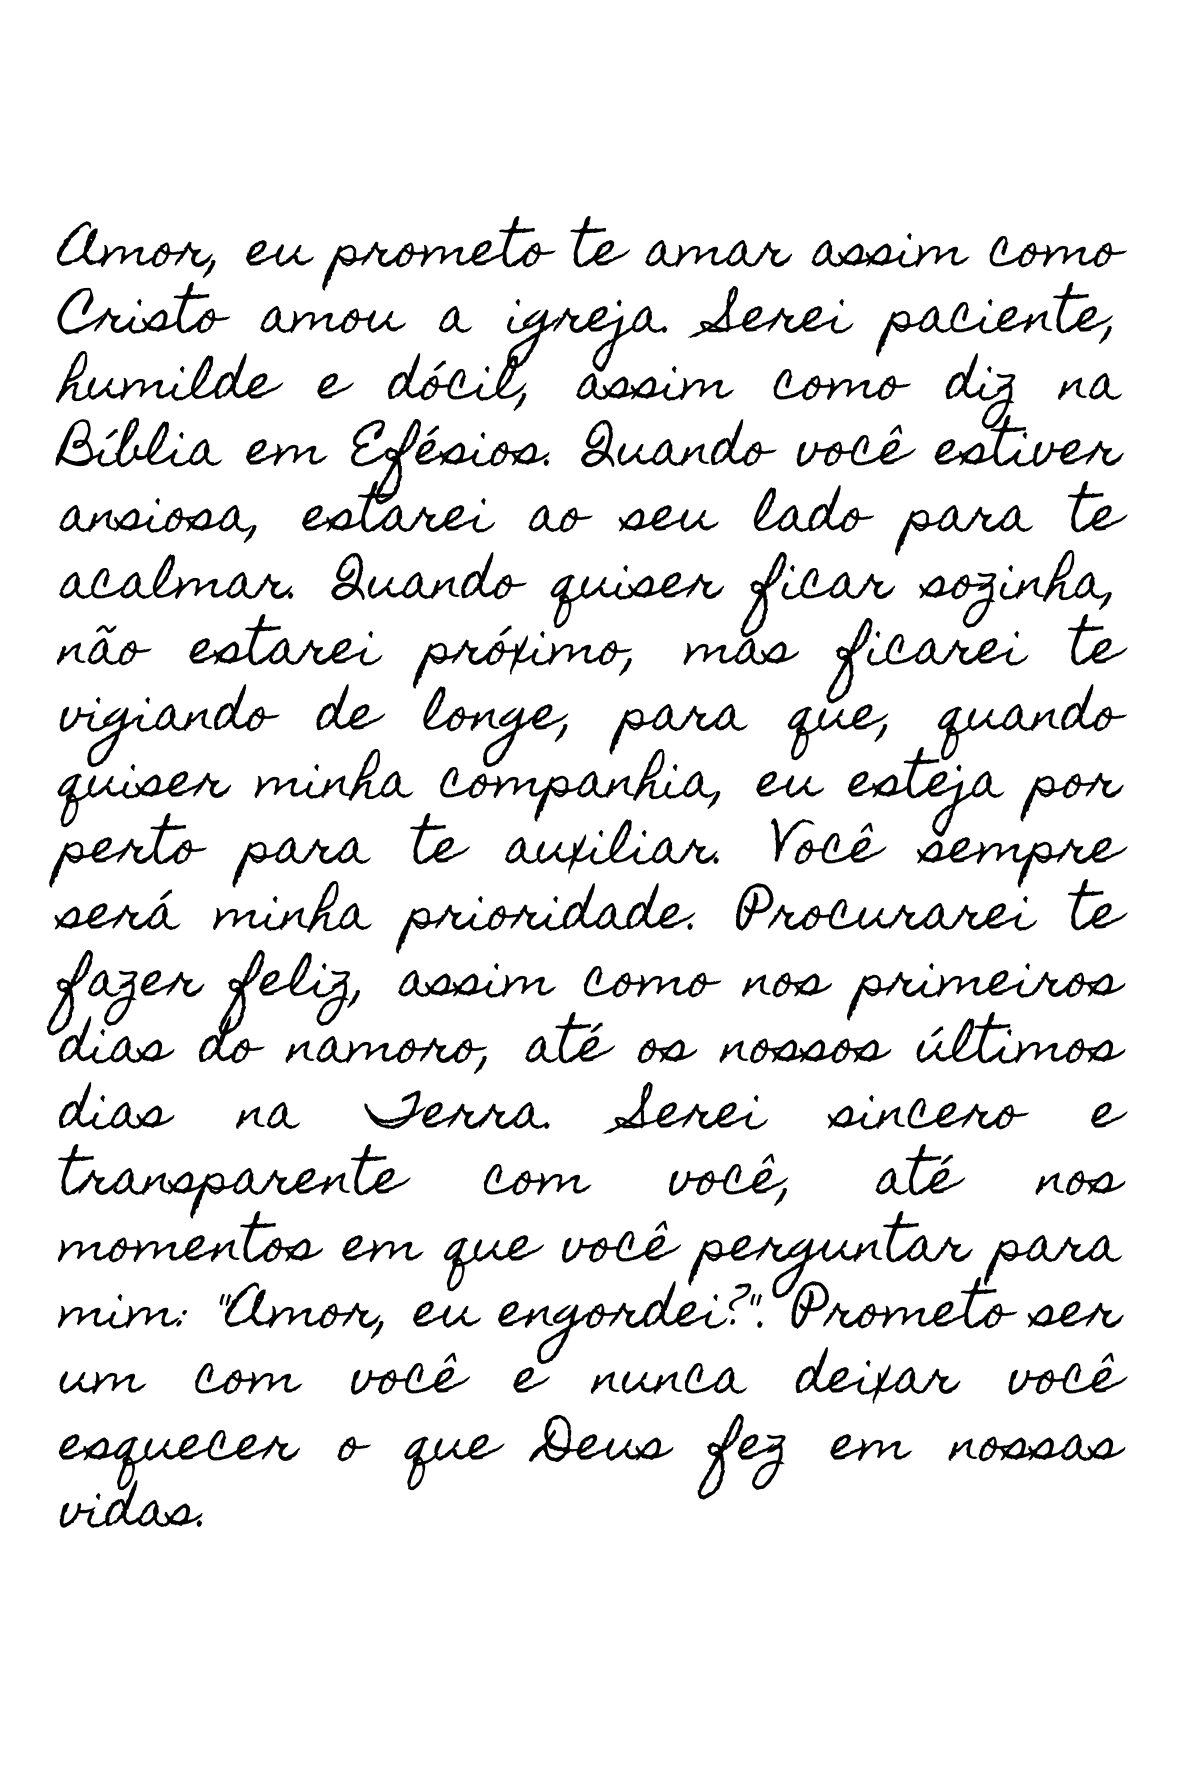 Amor, eu prometo te amar assim como
Cristo amou a igreja. Serei paciente,
humilde e dócil, assim como diz na
Bíblia em Efésios. Quando você estiver
ansiosa, estarei ao seu lado para te
acalmar. Quando quiser ficar sozinha,
não estarei próximo, mas ficarei te
vigiando de longe, para que, quando
quiser minha companhia, eu esteja por
perto para te auxiliar. Você sempre
será minha prioridade. Procurarei te
fazer feliz, assim como nos primeiros
dias do namoro, até os nossos últimos
dias na Terra. Serei sincero e
transparente com você, até nos
momentos em que você perguntar para
mim: "Amor, eu engordei?". Prometo ser
um com você e nunca deixar você
esquecer o que Deus fez em nossas
vidas.